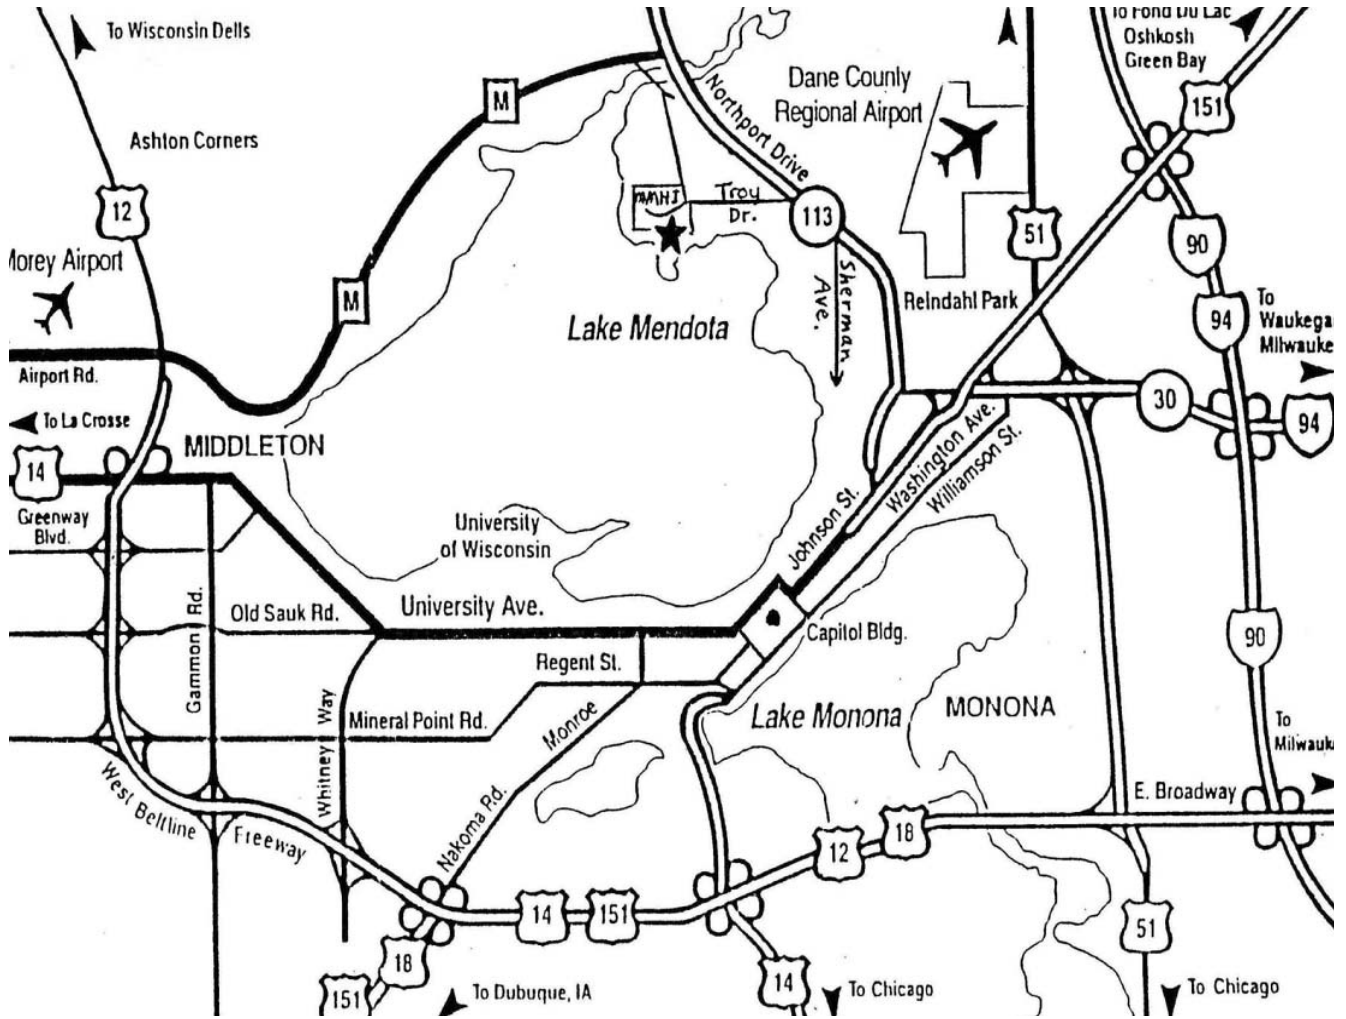 To Wisconsin Dells
Ashton Corners
12
Morey Airport
Airport Rd.
To La Crosse
14
Greenway
Blvd.
MIDDLETON
M
M
Northport Drive
Dane County
Regional Airport
MMHI
Troy
Dr.
113
Sherman
Ave.
Lake Mendota
Reindahl Park
51
To Fond Du Lac
Oshkosh
Green Bay
151
90
94
To
Waukega
Milwauke
30
94
Washington Ave.
Williamson St.
Johnson St.
University
of Wisconsin
University Ave.
Old Sauk Rd.
Gammon Rd.
Regent St.
Capitol Bldg.
90
Mineral Point Rd.
Whitney Way
Monroe
Nakoma Rd.
Lake Monona
MONONA
To
Milwauk
E. Broadway
West Beltline
Freeway
12
18
14
151
18
151
To Dubuque, IA
14
To Chicago
51
To Chicago